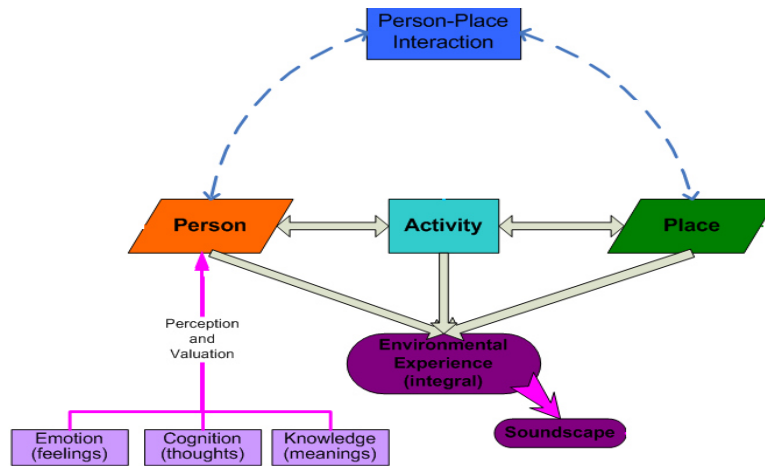 Person-Place
Interaction
Person
Activity
Place
Perception
and
Valuation
Environmental
Experience
(integral)
Soundscape
Emotion
(feelings)
Cognition
(thoughts)
Knowledge
(meanings)